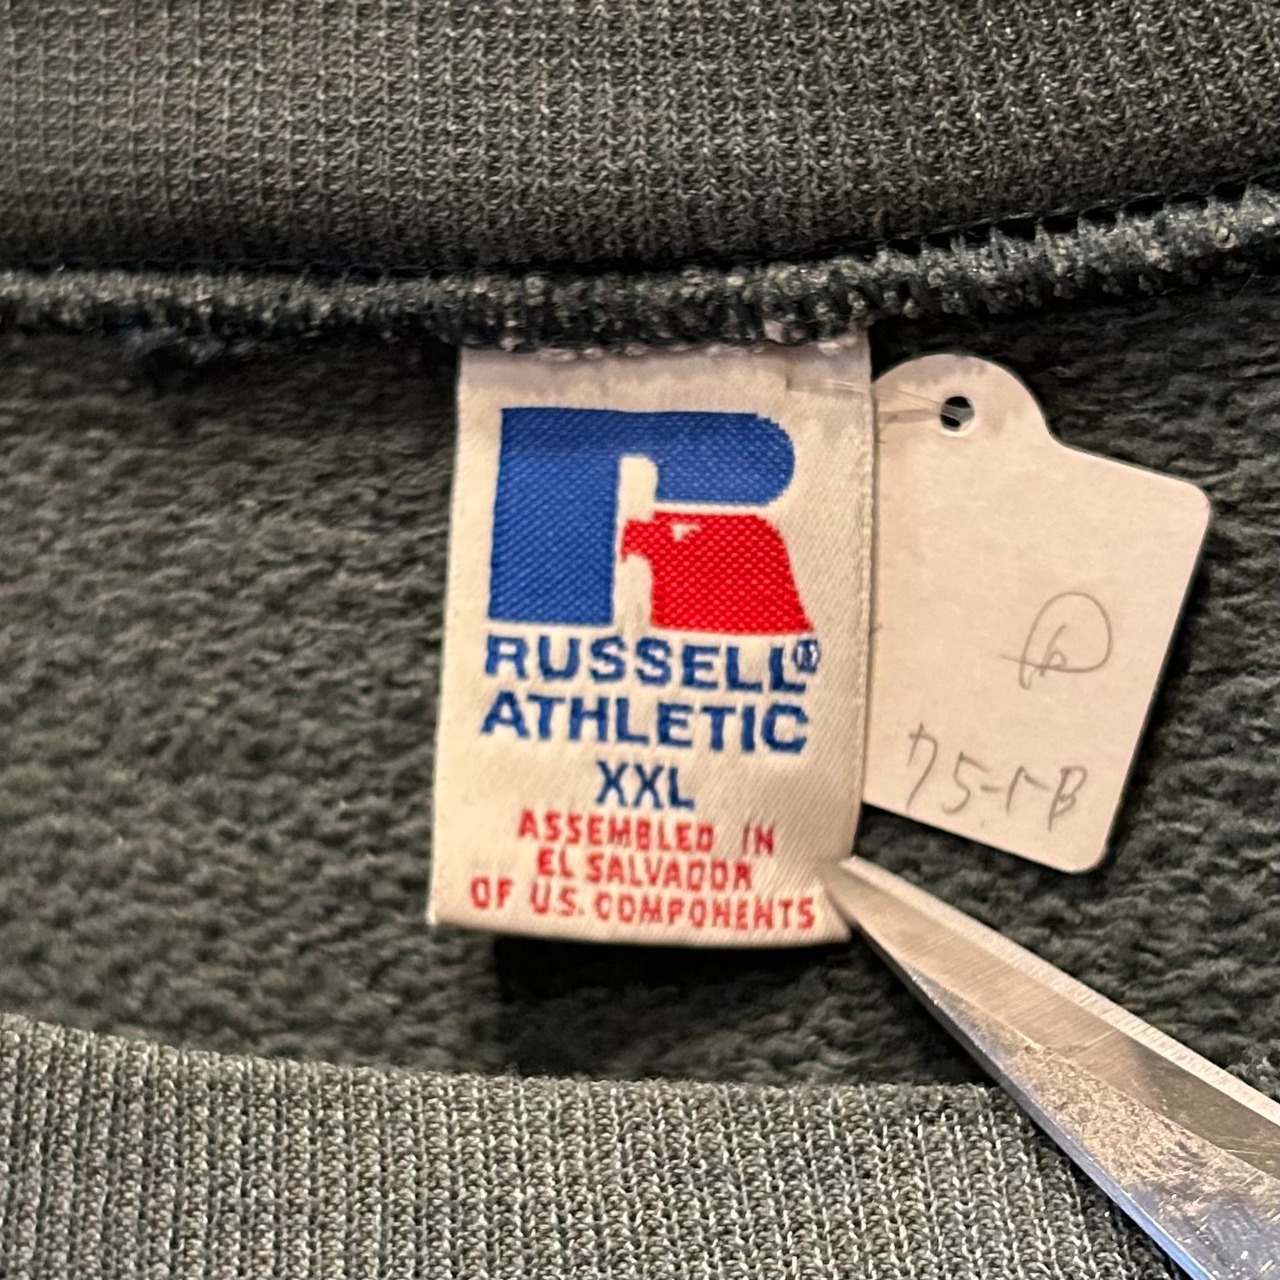 RUSSELL®
ATHLETIC
XXL
ASSEMBLED IN
EL SALVADOR
OF U.S. COMPONENTS